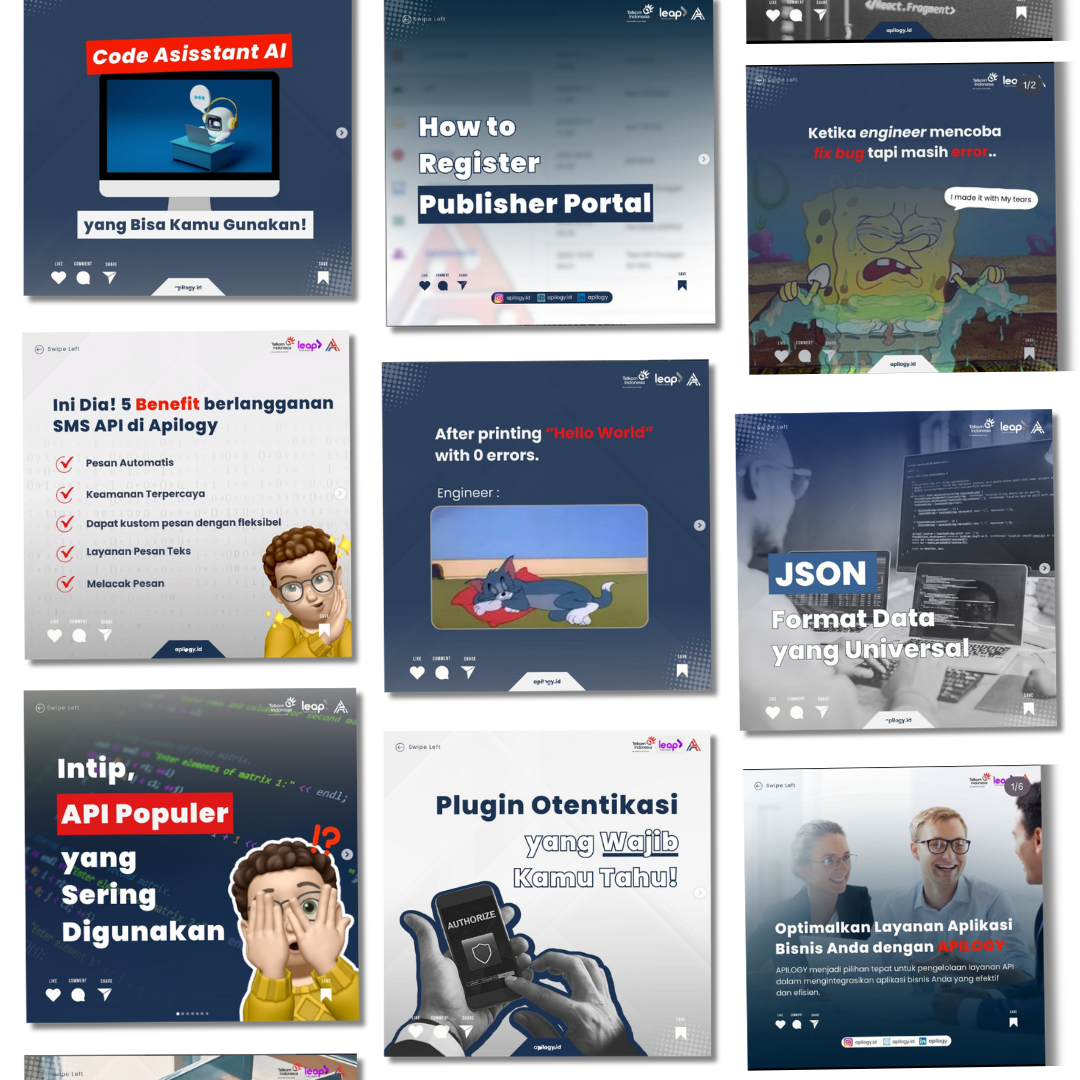 Code Asisstant AI
yang Bisa Kamu Gunakan!
LIKE COMMENT SHARE SAVE
apilogy.id
Swipe Left
Telkom Indonesia leap
Ini Dia! 5 Benefit berlangganan
SMS API di Apilogy
Pesan Automatis
Keamanan Terpercaya
Dapat kustom pesan dengan fleksibel
Layanan Pesan Teks
Melacak Pesan
LIKE COMMENT SHARE SAVE
apilogy.id
Swipe Left
Telkom Indonesia leap
Intip,
API Populer
yang
Sering
Digunakan
!?
"Enter elements of matrix 1:" << endl;
LIKE COMMENT SHARE SAVE
Swipe Left
Telkom Indonesia leap
Swipe Left
Telkom Indonesia leap
How to
Register
Publisher Portal
LIKE COMMENT SHARE SAVE
apilogy.id apilogy.id apilogy
Telkom Indonesia leap
After printing "Hello World"
with 0 errors.
Engineer :
LIKE COMMENT SHARE SAVE
apilogy.id
Swipe Left
Telkom Indonesia leap
Plugin Otentikasi
yang Wajib
Kamu Tahu!
AUTHORIZE
LIKE COMMENT SHARE SAVE
apilogy.id
</React.Fragment>
LIKE COMMENT SHARE SAVE
apilogy.id
Swipe Left
Telkom Indonesia leap
1/2
Ketika engineer mencoba
fix bug tapi masih error..
I made it with My tears
LIKE COMMENT SHARE SAVE
apilogy.id
Swipe Left
Telkom Indonesia leap
JSON
Format Data
yang Universal
LIKE COMMENT SHARE SAVE
apilogy.id
Swipe Left
Telkom Indonesia leap
1/6
Optimalkan Layanan Aplikasi
Bisnis Anda dengan APILOGY
APILOGY menjadi pilihan tepat untuk pengelolaan layanan API
dalam mengintegrasikan aplikasi bisnis Anda yang efektif
dan efisien.
LIKE COMMENT SHARE SAVE
apilogy.id apilogy.id apilogy